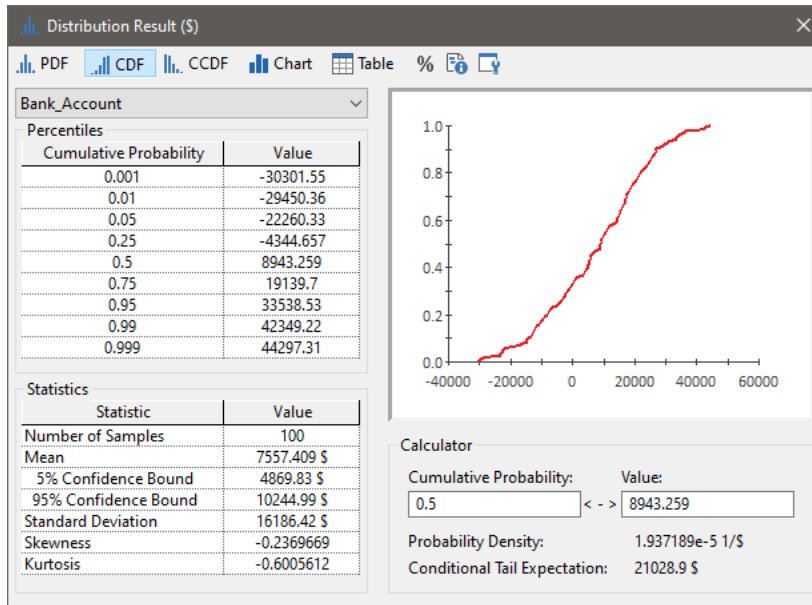 Distribution Result ($)
PDF CDF CCDF Chart Table %
Bank_Account
Percentiles
Cumulative Probability Value
0.001 -30301.55
0.01 -29450.36
0.05 -22260.33
0.25 -4344.657
0.5 8943.259
0.75 19139.7
0.95 33538.53
0.99 42349.22
0.999 44297.31
Statistics
Statistic Value
Number of Samples 100
Mean 7557.409 $
5% Confidence Bound 4869.83 $
95% Confidence Bound 10244.99 $
Standard Deviation 16186.42 $
Skewness -0.2369669
Kurtosis -0.6005612
1.0
0.8
0.6
0.4
0.2
0.0
-40000 -20000 0 20000 40000 60000
Calculator
Cumulative Probability: Value:
0.5 < - > 8943.259
Probability Density: 1.937189e-5 1/$
Conditional Tail Expectation: 21028.9 $